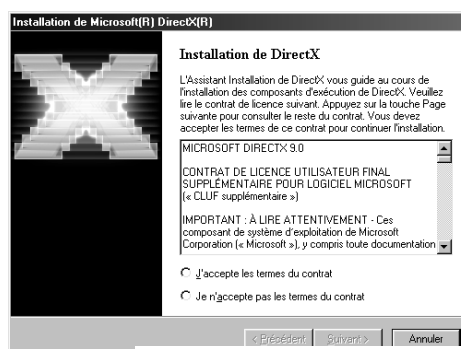 Installation de Microsoft(R) DirectX(R)
Installation de DirectX
L'Assistant Installation de DirectX vous guide au cours de
l'installation des composants d'exécution de DirectX. Veuillez
lire le contrat de licence suivant. Appuyez sur la touche Page
suivante pour consulter le reste du contrat. Vous devez
accepter les termes de ce contrat pour continuer l'installation.
MICROSOFT DIRECTX 9.0
CONTRAT DE LICENCE UTILISATEUR FINAL
SUPPLÉMENTAIRE POUR LOGICIEL MICROSOFT
(« CLUF supplémentaire »)
IMPORTANT : À LIRE ATTENTIVEMENT - Ces
composant de système d'exploitation de Microsoft
Corporation (« Microsoft »), y compris toute documentation
J'accepte les termes du contrat
Je n'accepte pas les termes du contrat
< Précédent Suivant > Annuler